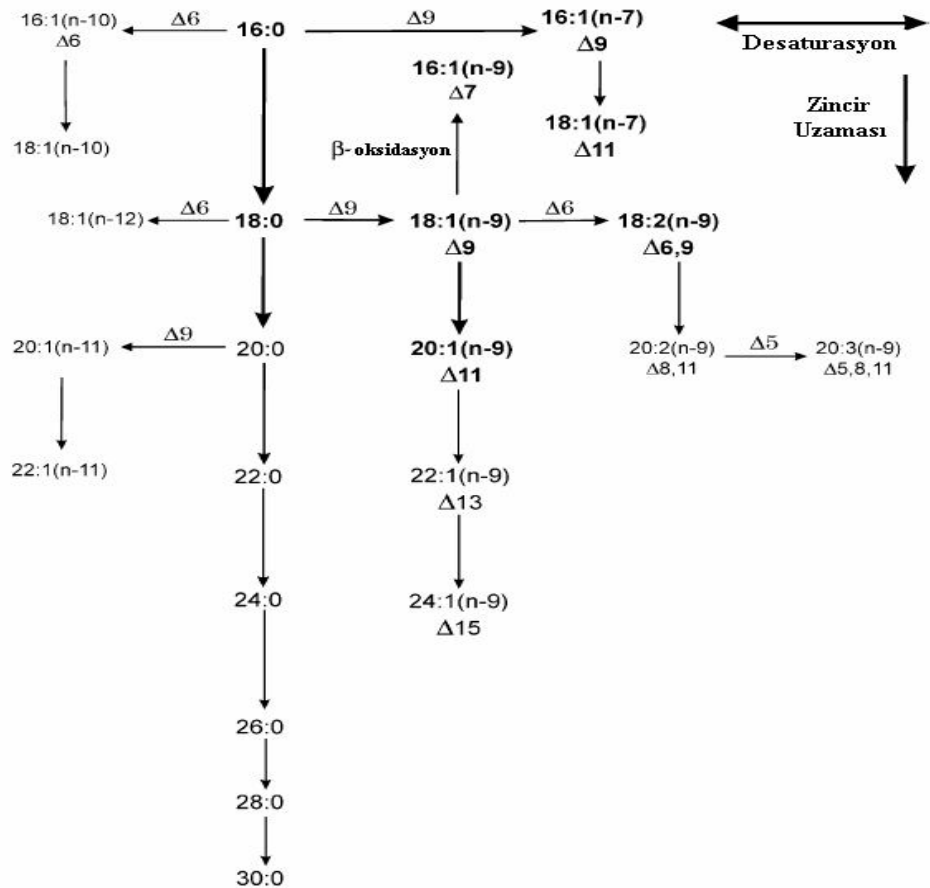 16:1(n-10) Δ6 16:0 Δ9 16:1(n-7)
Δ6 Δ9
Desaturasyon
16:1(n-9)
Δ7
Zincir
Uzaması
18:1(n-10)
18:1(n-7)
Δ11
β-oksidasyon
18:1(n-12) Δ6 18:0 Δ9 18:1(n-9) Δ6 18:2(n-9)
Δ9 Δ6,9
20:1(n-11) Δ9 20:0 20:1(n-9) 20:2(n-9) Δ5 20:3(n-9)
Δ11 Δ8,11 Δ5,8,11
22:1(n-11) 22:0 22:1(n-9)
Δ13
24:0 24:1(n-9)
Δ15
26:0
28:0
30:0